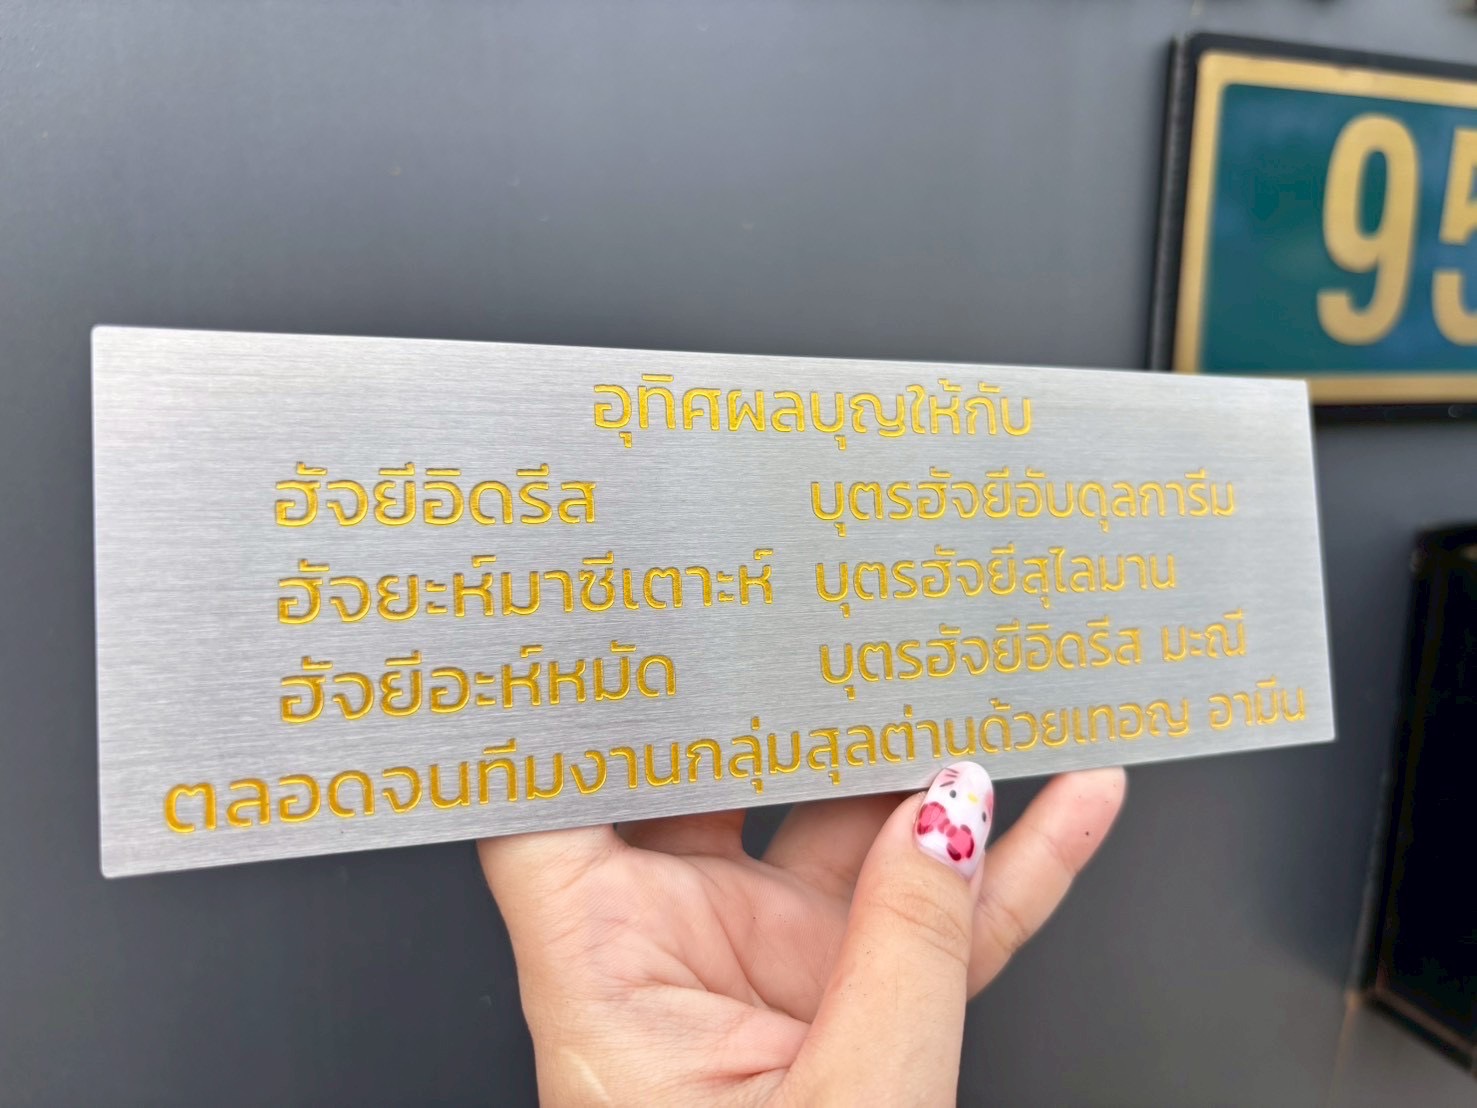 อุทิศผลบุญให้กับ
ฮัจยีอิดรีส บุตรฮัจยีอับดุลการีม
ฮัจยะห์มาซีเตาะห์ บุตรฮัจยีสุไลมาน
ฮัจยีอะห์หมัด บุตรฮัจยีอิดรีส มะณี
ตลอดจนทีมงานกลุ่มสุลต่านด้วยเทอญ อามีน
95